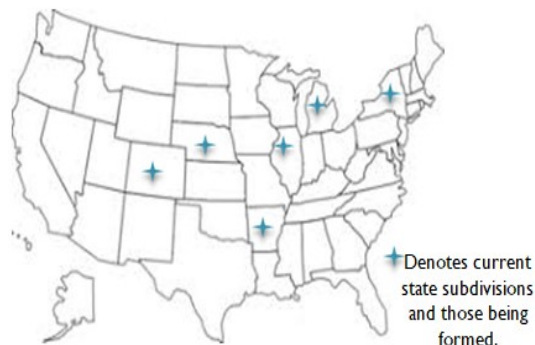 Denotes current
state subdivisions
and those being
formed.